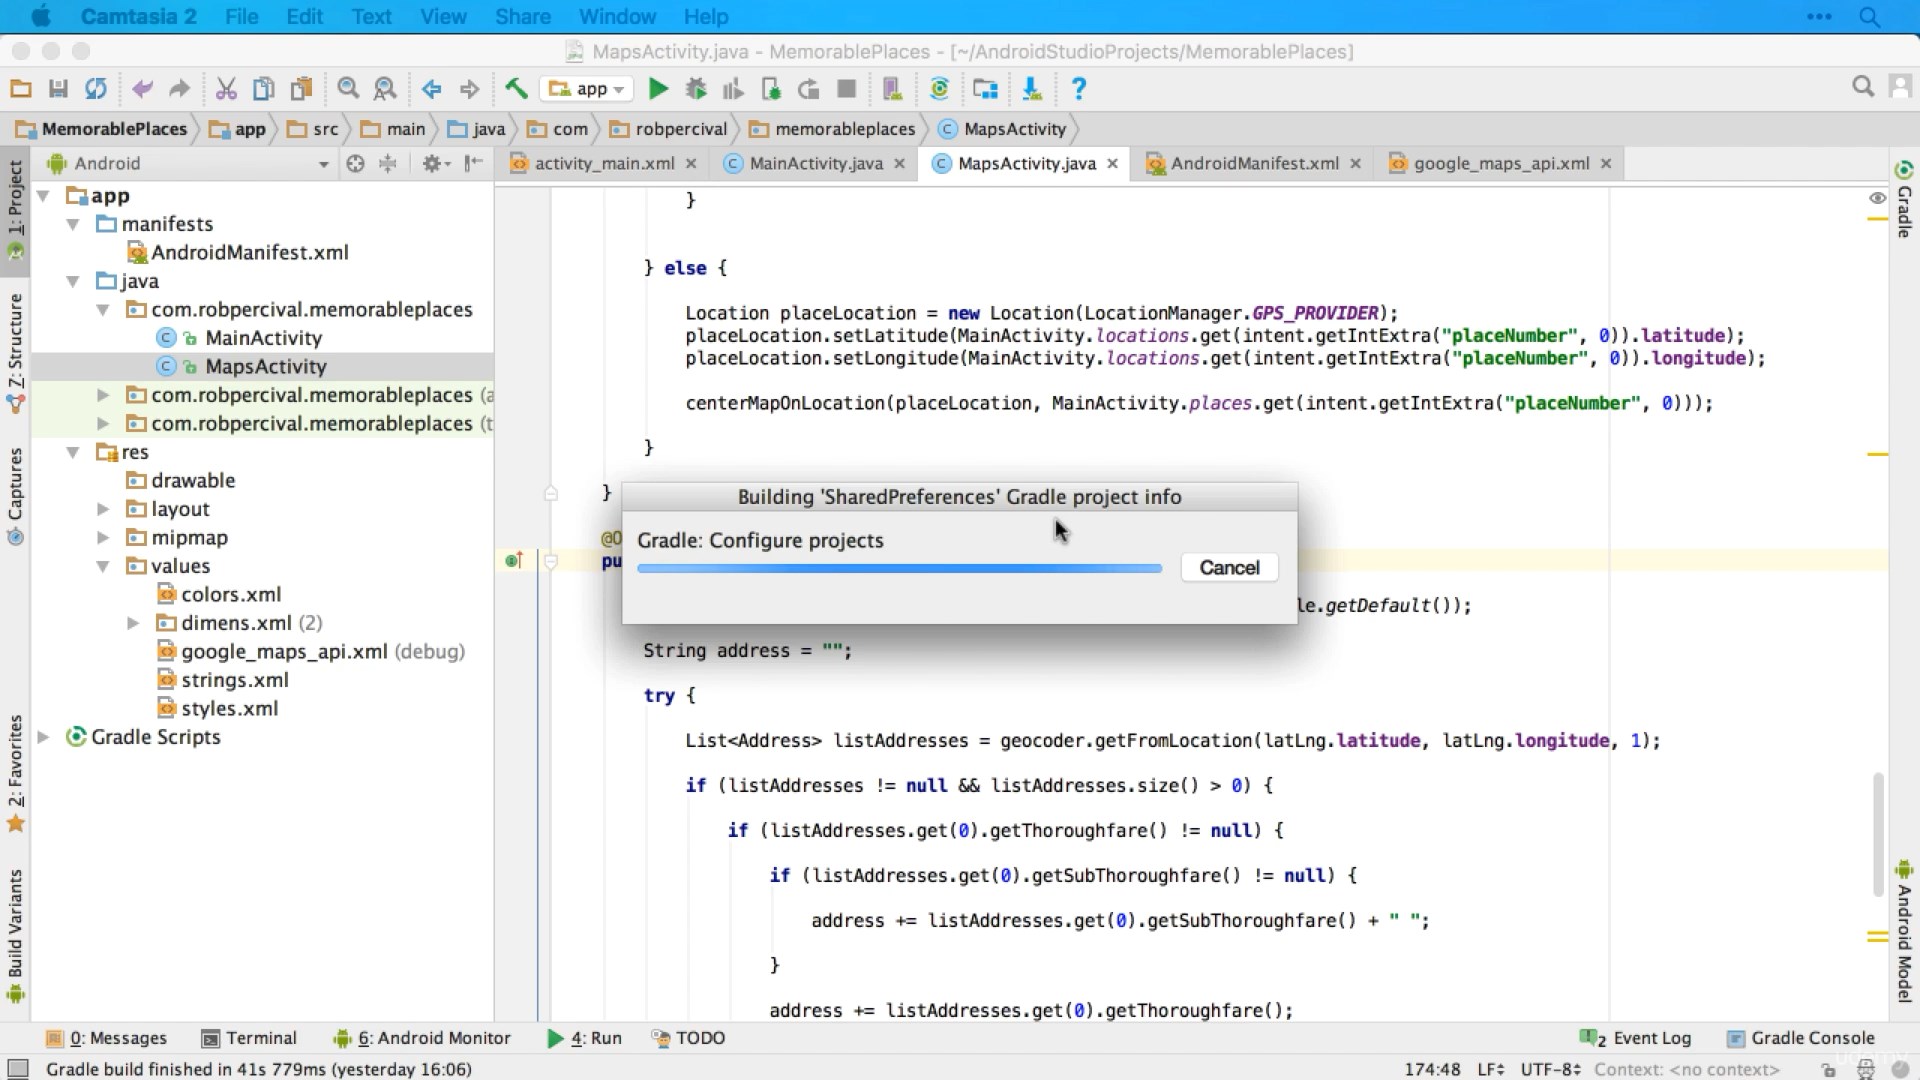 Camtasia 2 File Edit Text View Share Window Help
MapsActivity.java - MemorablePlaces - [~/AndroidStudioProjects/MemorablePlaces]
app
MemorablePlaces app src main java com robpercival memorableplaces MapsActivity
Android
activity_main.xml MainActivity.java MapsActivity.java AndroidManifest.xml google_maps_api.xml
1: Project
Z: Structure
Captures
2: Favorites
Build Variants
app
manifests
AndroidManifest.xml
java
com.robpercival.memorableplaces
MainActivity
MapsActivity
com.robpercival.memorableplaces (a
com.robpercival.memorableplaces (t
res
drawable
layout
mipmap
values
colors.xml
dimens.xml (2)
google_maps_api.xml (debug)
strings.xml
styles.xml
Gradle Scripts
}
} else {
Location placeLocation = new Location(LocationManager.GPS_PROVIDER);
placeLocation.setLatitude(MainActivity.locations.get(intent.getIntExtra("placeNumber", 0)).latitude);
placeLocation.setLongitude(MainActivity.locations.get(intent.getIntExtra("placeNumber", 0)).longitude);
centerMapOnLocation(placeLocation, MainActivity.places.get(intent.getIntExtra("placeNumber", 0)));
}
}
Building 'SharedPreferences' Gradle project info
Gradle: Configure projects
Cancel
@O
pu
le.getDefault());
String address = "";
try {
List<Address> listAddresses = geocoder.getFromLocation(latLng.latitude, latLng.longitude, 1);
if (listAddresses != null && listAddresses.size() > 0) {
if (listAddresses.get(0).getThoroughfare() != null) {
if (listAddresses.get(0).getSubThoroughfare() != null) {
address += listAddresses.get(0).getSubThoroughfare() + " ";
}
address += listAddresses.get(0).getThoroughfare();
Gradle
Android Model
0: Messages Terminal 6: Android Monitor 4: Run TODO 2 Event Log Gradle Console
Gradle build finished in 41s 779ms (yesterday 16:06) 174:48 LF UTF-8 Context: <no context>
udemy